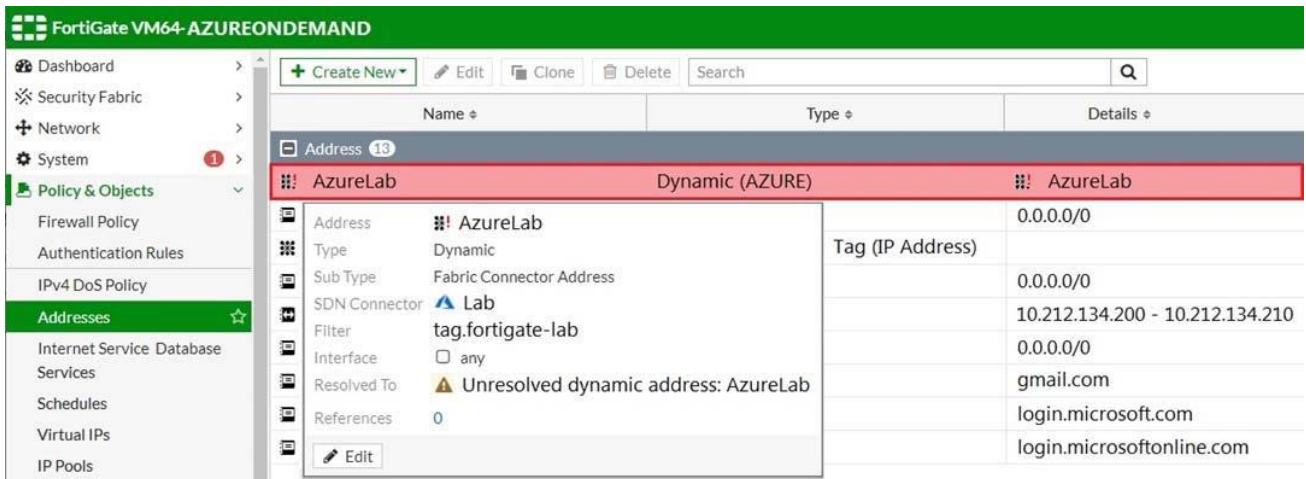 FortiGate VM64-AZUREONDEMAND
Dashboard
Security Fabric
Network
System 1
Policy & Objects
Firewall Policy
Authentication Rules
IPv4 DoS Policy
Addresses
Internet Service Database
Services
Schedules
Virtual IPs
IP Pools
+ Create New Edit Clone Delete Search
Name Type Details
Address 13
AzureLab Dynamic (AZURE) AzureLab
0.0.0.0/0
Tag (IP Address)
0.0.0.0/0
10.212.134.200 - 10.212.134.210
0.0.0.0/0
gmail.com
login.microsoft.com
login.microsoftonline.com
Address AzureLab
Type Dynamic
Sub Type Fabric Connector Address
SDN Connector Lab
Filter tag.fortigate-lab
Interface any
Resolved To Unresolved dynamic address: AzureLab
References 0
Edit